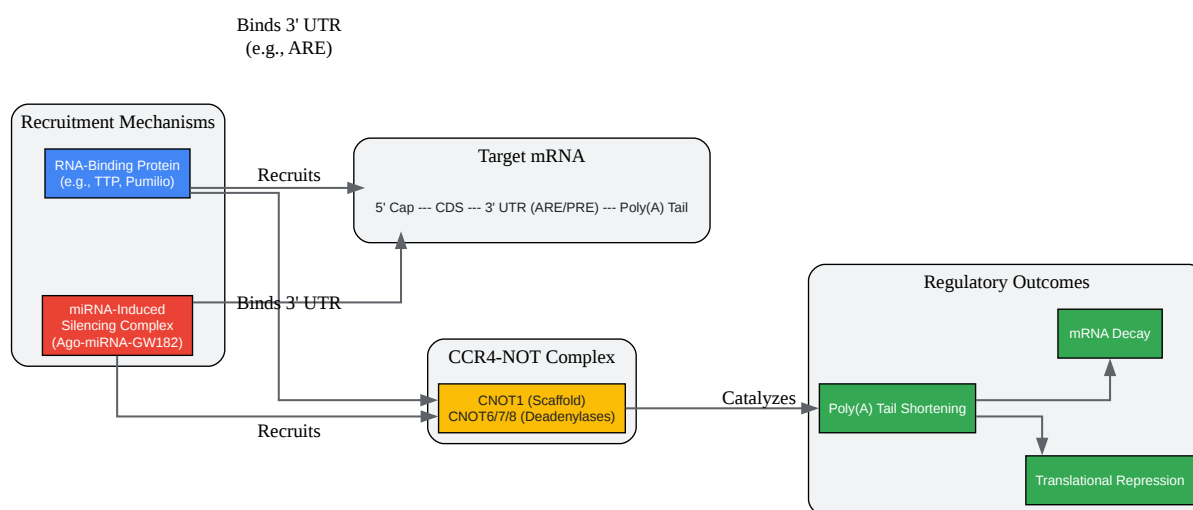 Binds 3' UTR
(e.g., ARE)
Recruitment Mechanisms
RNA-Binding Protein
(e.g., TTP, Pumilio)
Recruits
Target mRNA
5' Cap --- CDS --- 3' UTR (ARE/PRE) --- Poly(A) Tail
miRNA-Induced
Silencing Complex
(Ago-miRNA-GW182)
Binds 3' UTR
Recruits
CCR4-NOT Complex
CNOT1 (Scaffold)
CNOT6/7/8 (Deadenylases)
Catalyzes
Regulatory Outcomes
mRNA Decay
Poly(A) Tail Shortening
Translational Repression